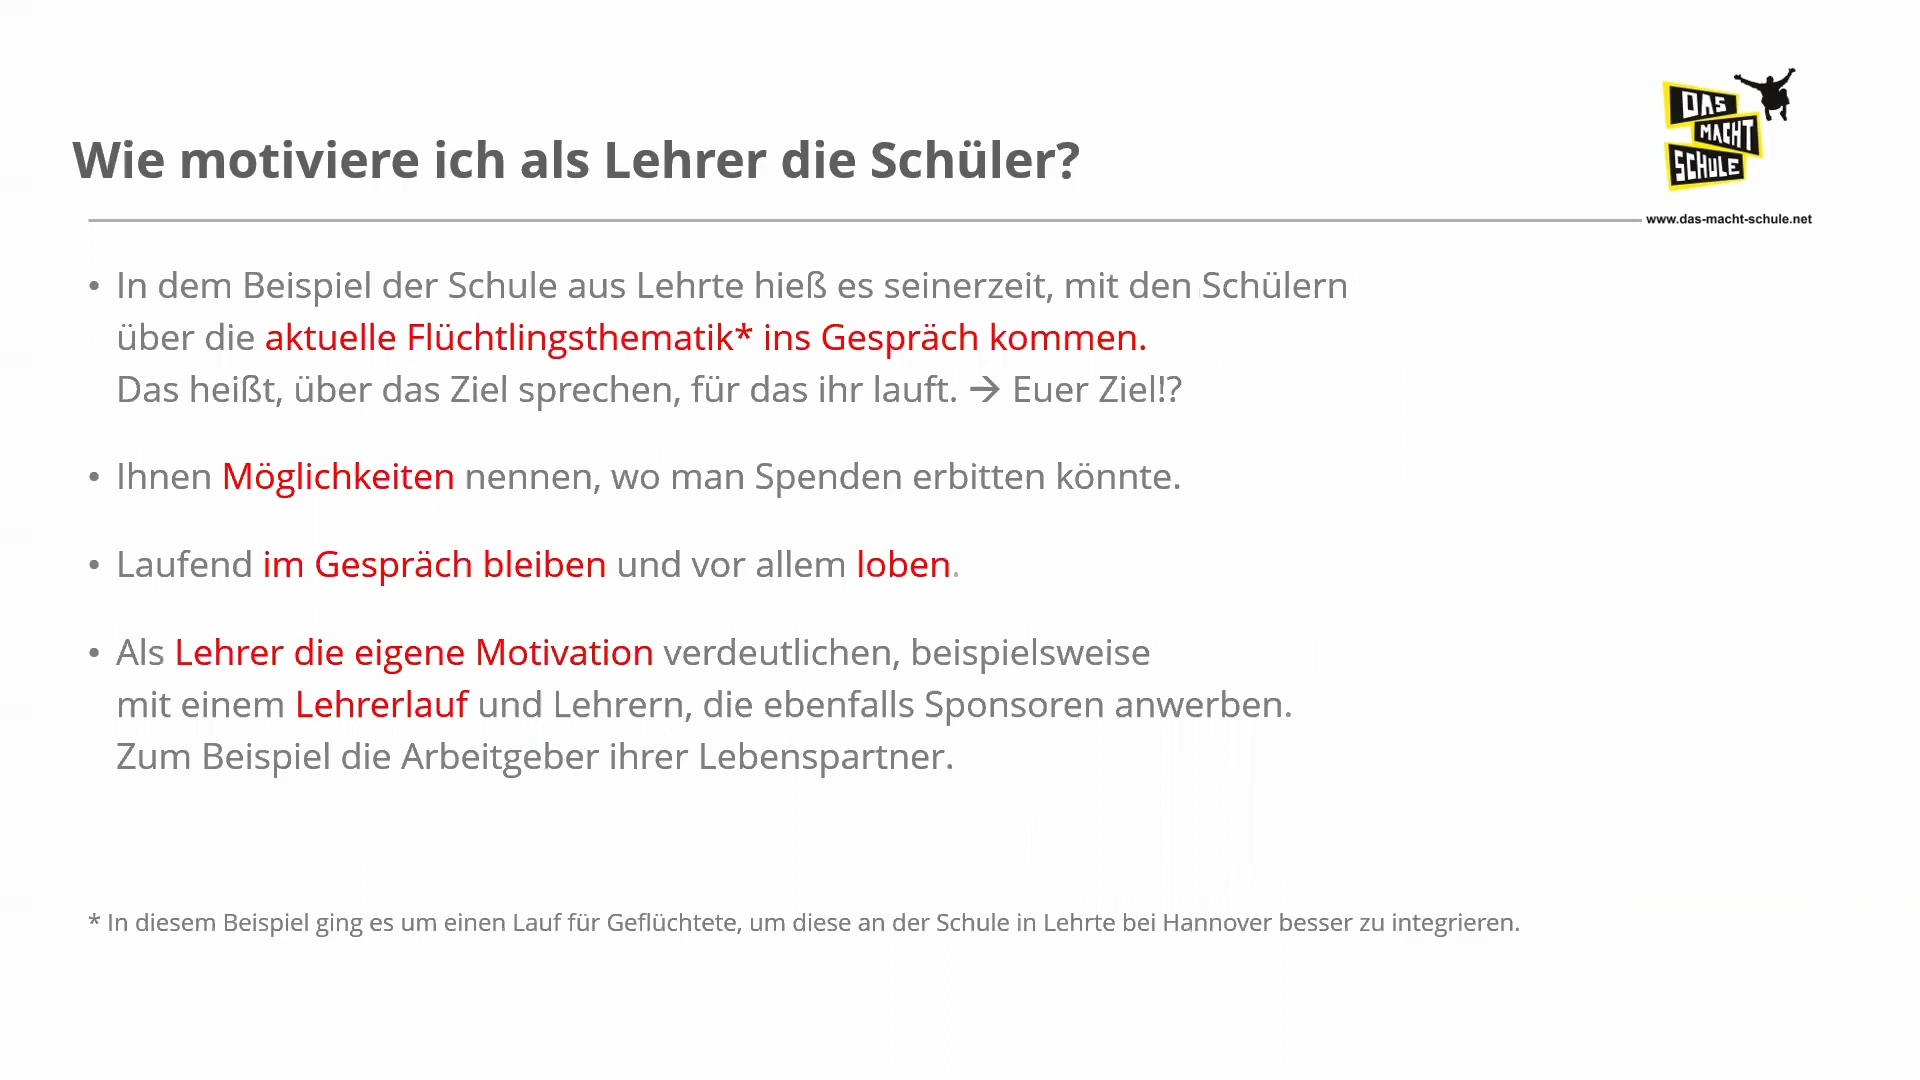 DAS
MACHT
SCHULE
Wie motiviere ich als Lehrer die Schüler?
www.das-macht-schule.net
• In dem Beispiel der Schule aus Lehrte hieß es seinerzeit, mit den Schülern
über die aktuelle Flüchtlingsthematik* ins Gespräch kommen.
Das heißt, über das Ziel sprechen, für das ihr lauft. → Euer Ziel!?
• Ihnen Möglichkeiten nennen, wo man Spenden erbitten könnte.
• Laufend im Gespräch bleiben und vor allem loben.
• Als Lehrer die eigene Motivation verdeutlichen, beispielsweise
mit einem Lehrerlauf und Lehrern, die ebenfalls Sponsoren anwerben.
Zum Beispiel die Arbeitgeber ihrer Lebenspartner.
* In diesem Beispiel ging es um einen Lauf für Geflüchtete, um diese an der Schule in Lehrte bei Hannover besser zu integrieren.